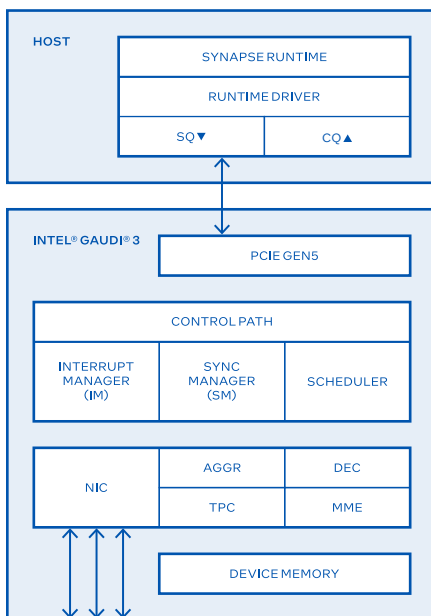 HOST
SYNAPSE RUNTIME
RUNTIME DRIVER
SQ▼
CQ▲
INTEL® GAUDI® 3
PCIE GEN5
CONTROL PATH
INTERRUPT
MANAGER
(IM)
SYNC
MANAGER
(SM)
SCHEDULER
NIC
AGGR
DEC
TPC
MME
DEVICE MEMORY